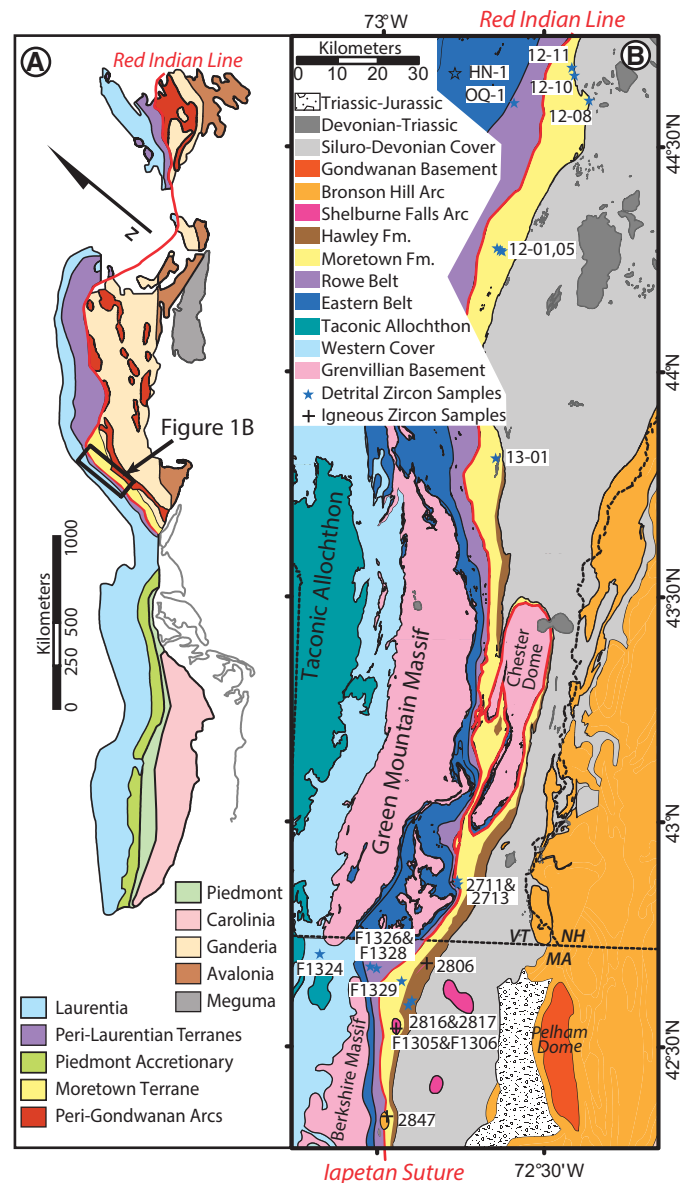 A
Red Indian Line
N
Figure 1B
Kilometers
0
250
500
1000
Piedmont
Carolinia
Ganderia
Avalonia
Meguma
Laurentia
Peri-Laurentian Terranes
Piedmont Accretionary
Moretown Terrane
Peri-Gondwanan Arcs
73°W
Red Indian Line
B
Kilometers
0 10 20 30
HN-1
OQ-1
12-11
12-10
12-08
Triassic-Jurassic
Devonian-Triassic
Siluro-Devonian Cover
Gondwanan Basement
Bronson Hill Arc
Shelburne Falls Arc
Hawley Fm.
Moretown Fm.
Rowe Belt
Eastern Belt
Taconic Allochthon
Western Cover
Grenvillian Basement
Detrital Zircon Samples
Igneous Zircon Samples
44°30'N
12-01,05
44°N
13-01
Taconic Allochthon
Green Mountain Massif
43°30'N
Chester
Dome
43°N
2711&
2713
VT NH
MA
F1326&
F1328
F1324
2806
F1329
2816&2817
F1305&F1306
Pelham
Dome
42°30'N
Berkshire Massif
2847
Iapetan Suture
72°30'W